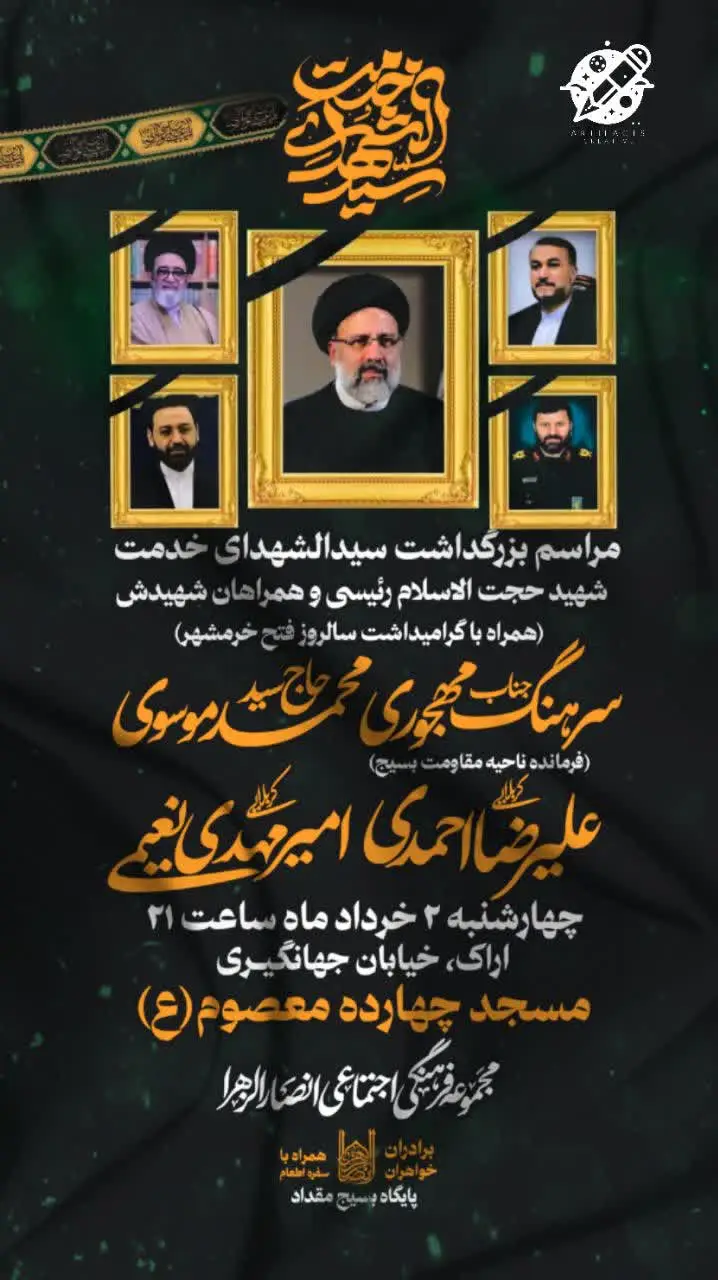 سیدالشهدای خدمت
ARTIFACTS
CREATIVE
مراسم بزرگداشت سیدالشهدای خدمت
شهید حجت الاسلام رئیسی و همراهان شهیدش
(همراه با گرامیداشت سالروز فتح خرمشهر)
جناب سرهنگ مهجوری حاج سید محمد موسوی
(فرمانده ناحیه مقاومت بسیج)
کربلایی علیرضا احمدی کربلایی امیرمهدی نعیمی
چهارشنبه ۲ خرداد ماه ساعت ۲۱
اراک، خیابان جهانگیری
مسجد چهارده معصوم (ع)
مجموعه فرهنگی اجتماعی انصارالزهرا
برادران همراه با
خواهران سفره اطعام
پایگاه بسیج مقداد